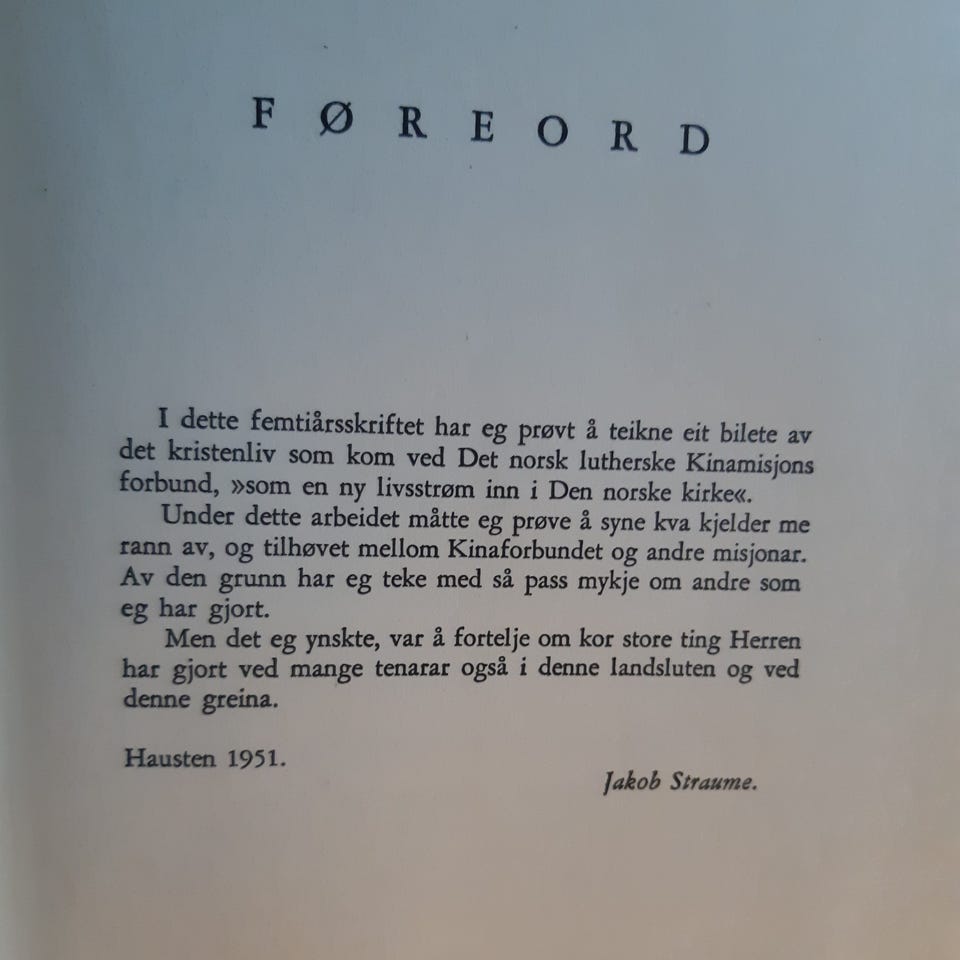 FØREORD
I dette femtiårsskriftet har eg prøvt å teikne eit bilete av
det kristenliv som kom ved Det norsk lutherske Kinamisjons
forbund, »som en ny livsstrøm inn i Den norske kirke«.
Under dette arbeidet måtte eg prøve å syne kva kjelder me
rann av, og tilhøvet mellom Kinaforbundet og andre misjonar.
Av den grunn har eg teke med så pass mykje om andre som
eg har gjort.
Men det eg ynskte, var å fortelje om kor store ting Herren
har gjort ved mange tenarar også i denne landsluten og ved
denne greina.
Hausten 1951.
Jakob Straume.